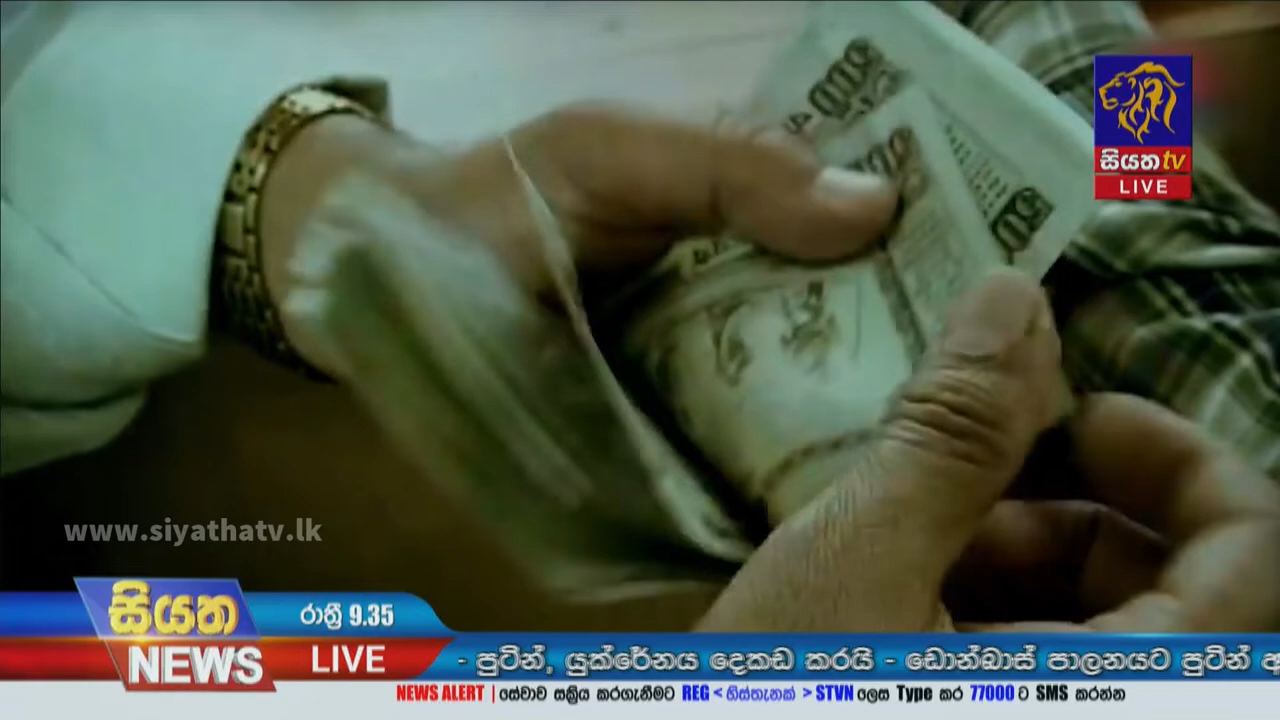 සියත tv
LIVE
www.siyathatv.lk
සියත
NEWS
රාත්‍රී 9.35
LIVE
- පුටින්, යුක්රේනය දෙකඩ කරයි - ඩොන්බාස් පාලනයට පුටින්
NEWS ALERT | සේවාව සක්‍රිය කරගැනීමට REG < හිස්තැනක් > STVN ලෙස Type කර 77000 ට SMS කරන්න